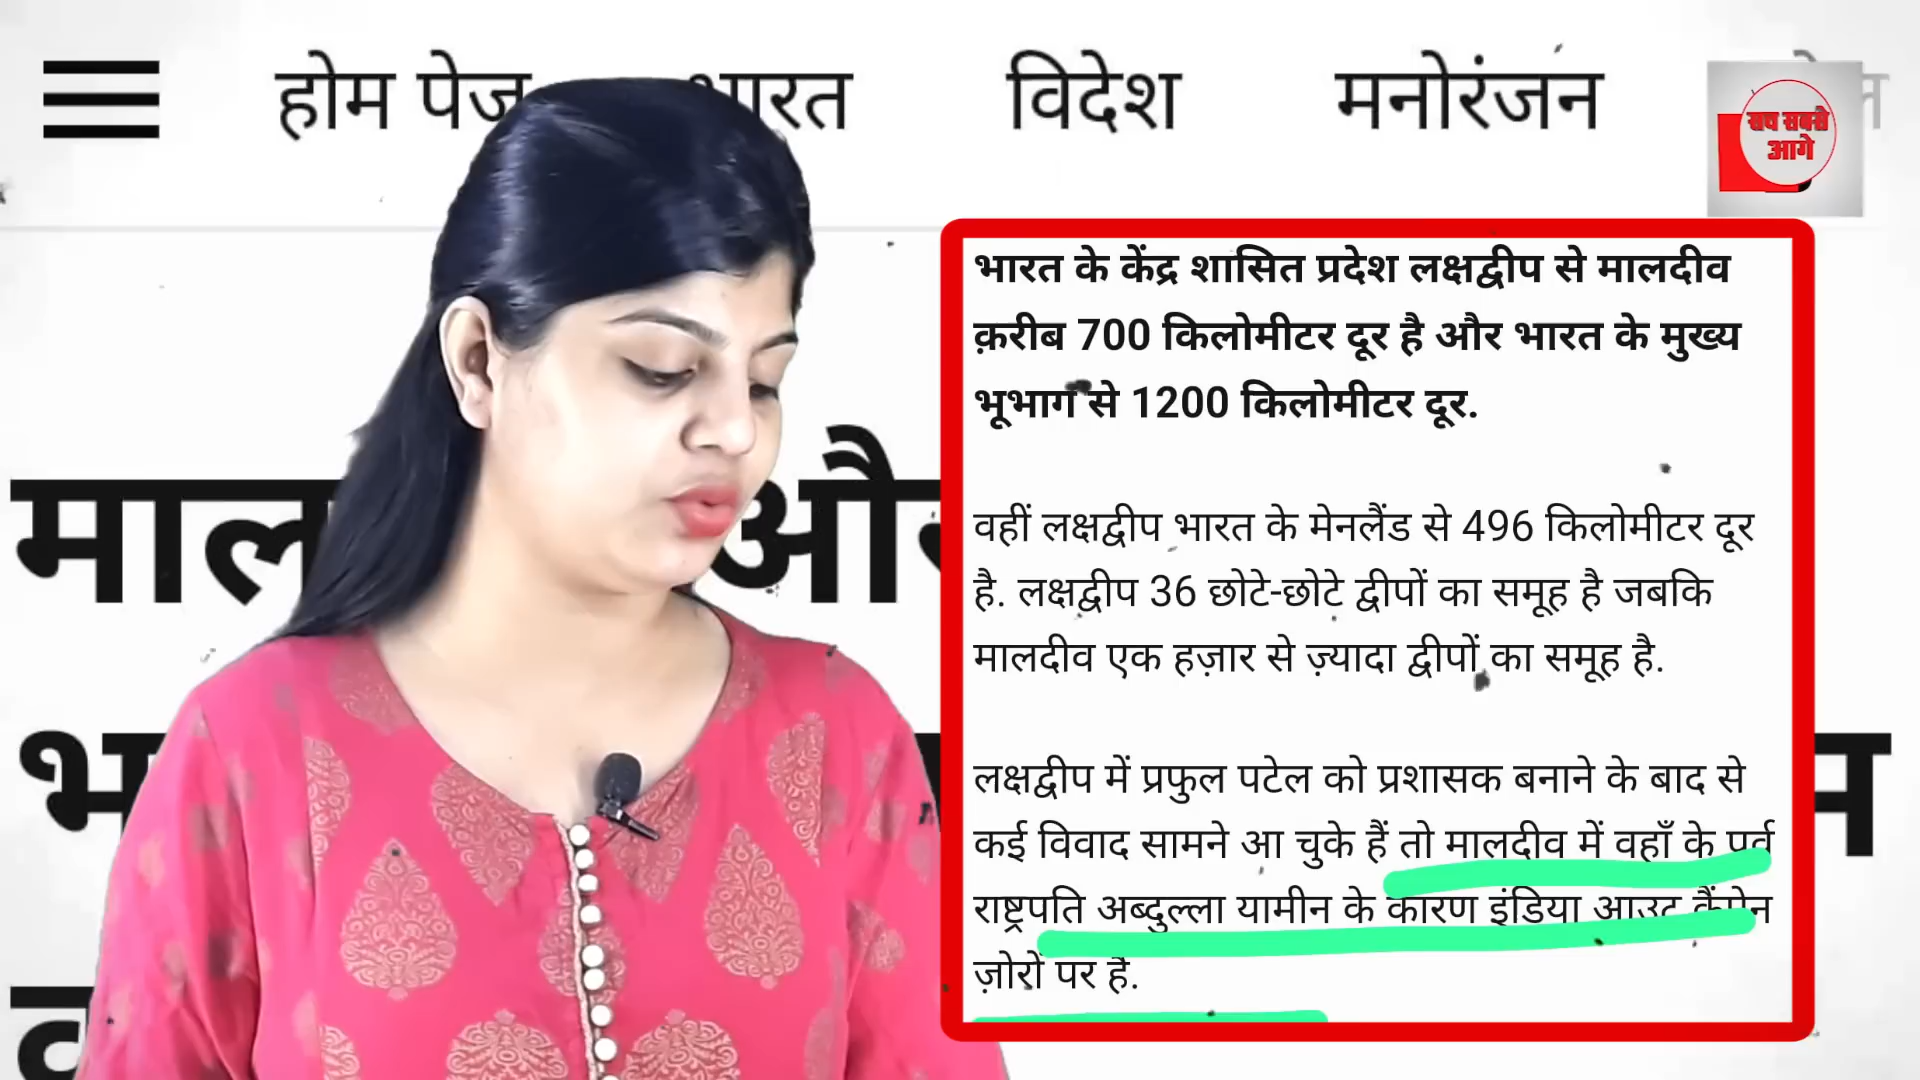 होम पेज भारत विदेश मनोरंजन
सच सबसे
आगे
भारत के केंद्र शासित प्रदेश लक्षद्वीप से मालदीव
क़रीब 700 किलोमीटर दूर है और भारत के मुख्य
भूभाग से 1200 किलोमीटर दूर.
वहीं लक्षद्वीप भारत के मेनलैंड से 496 किलोमीटर दूर
है. लक्षद्वीप 36 छोटे-छोटे द्वीपों का समूह है जबकि
मालदीव एक हज़ार से ज़्यादा द्वीपों का समूह है.
लक्षद्वीप में प्रफुल पटेल को प्रशासक बनाने के बाद से
कई विवाद सामने आ चुके हैं तो मालदीव में वहाँ के पूर्व
राष्ट्रपति अब्दुल्ला यामीन के कारण इंडिया आउट कैंपेन
ज़ोरों पर है.